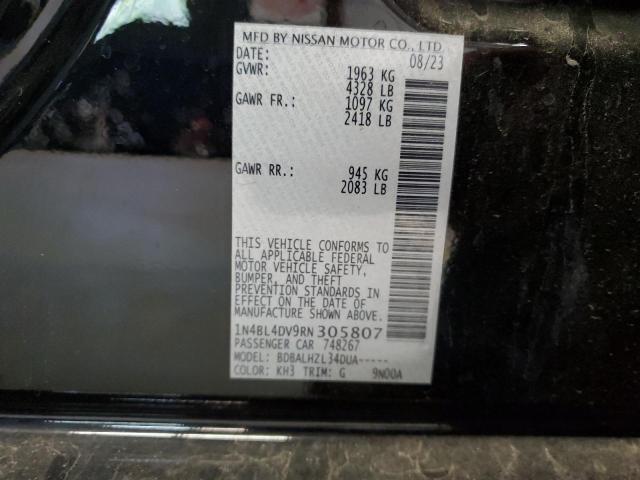 MFD BY NISSAN MOTOR CO., LTD
DATE: 08/23
GVWR: 1963 KG
4328 LB
GAWR FR.: 1097 KG
2418 LB
GAWR RR.: 945 KG
2083 LB
THIS VEHICLE CONFORMS TO
ALL APPLICABLE FEDERAL
MOTOR VEHICLE SAFETY,
BUMPER, AND THEFT
PREVENTION STANDARDS IN
EFFECT ON THE DATE OF
MANUFACTURE SHOWN ABOVE.
1N4BL4DV9RN305807
PASSENGER CAR 748267
MODEL: BDBALHZL34DUA-----
COLOR: KH3 TRIM: G 9N00A